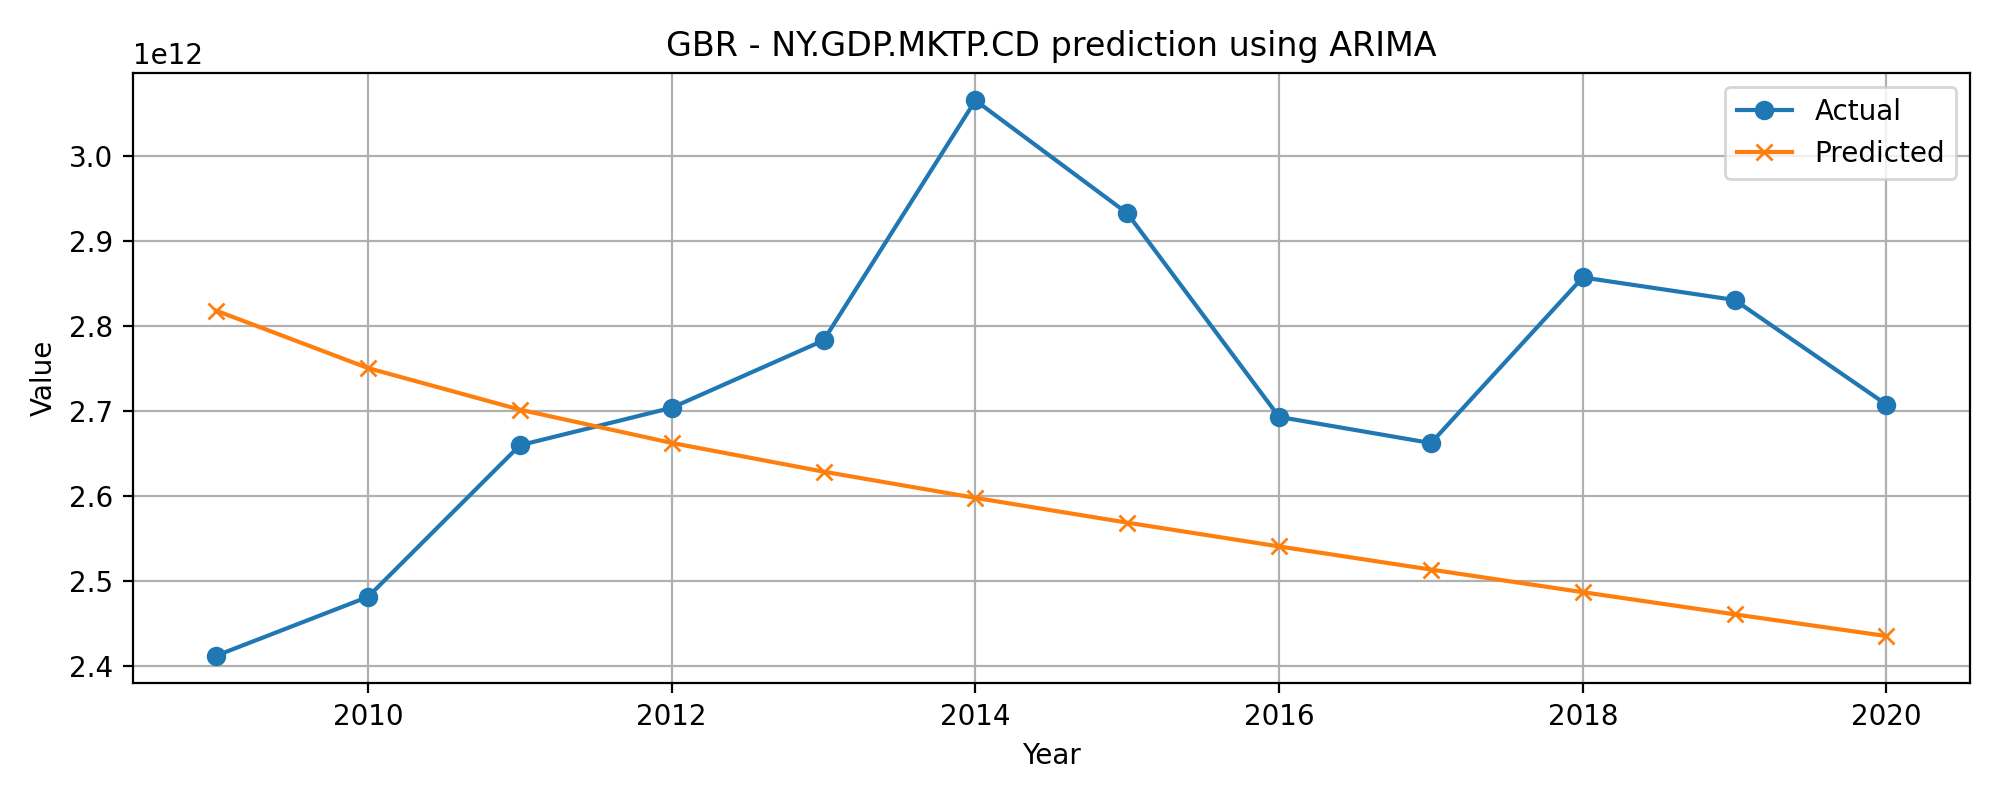 GBR - NY.GDP.MKTP.CD prediction using ARIMA
1e12
Actual
Predicted
3.0
2.9
2.8
2.7
2.6
2.5
2.4
Value
2010 2012 2014 2016 2018 2020
Year